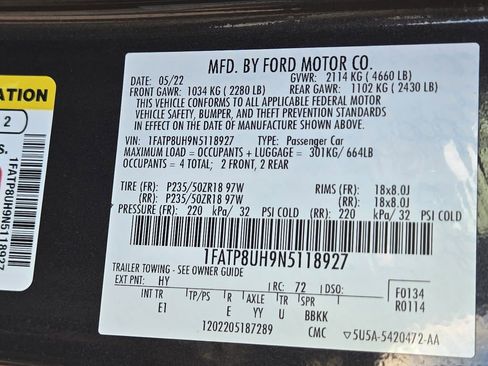 MFD. BY FORD MOTOR CO.
05/22 GVWR: 2114 KG ( 4660 LB)
FRONT GAWR: 1034 KG ( 2280 LB) REAR GAWR: 1102 KG ( 2430 LB)
THIS VEHICLE CONFORMS TO ALL APPLICABLE FEDERAL MOTOR
VEHICLE SAFETY, BUMPER, AND THEFT PREVENTION STANDARDS
IN EFFECT ON THE DATE OF MANUFACTURE SHOWN ABOVE.
VIN: 1FATP8UH9N5118927 TYPE: Passenger Car
MAXIMUM LOAD = OCCUPANTS + LUGGAGE = 301KG/ 664LB
OCCUPANTS = 4 TOTAL; 2 FRONT, 2 REAR
TIRE (FR): P235/50ZR18 97W RIMS (FR): 18x8.0J
(RR): P235/50ZR18 97W (RR): 18x8.0J
PRESSURE (FR): 220 kPa/ 32 PSI COLD (RR): 220 kPa/ 32 PSI COLD
1FATP8UH9N5118927
TRAILER TOWING - SEE OWNER GUIDE
EXT PNT: HY RC: 72 DSO: F0134
INT TR TP/PS R AXLE TR SPR R0114
E1 E YY U BBKK
1202205187289 CMC 5U5A-5420472-AA
ATION
2
S.
1FATP8UH9N5118927